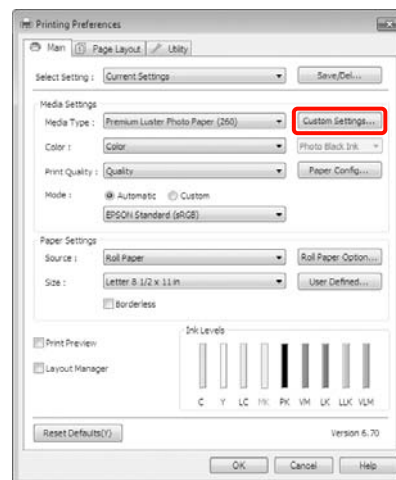 Printing Preferences
Main Page Layout Utility
Select Setting : Current Settings Save/Del...
Media Settings
Media Type : Premium Luster Photo Paper (260) Custom Settings...
Color : Color Photo Black Ink
Print Quality : Quality Paper Config...
Mode : Automatic Custom
EPSON Standard (sRGB)
Paper Settings
Source : Roll Paper Roll Paper Option...
Size : Letter 8 1/2 x 11 in User Defined...
Borderless
Ink Levels
Print Preview
Layout Manager
C Y LC MK PK VM LK LLK VLM
Reset Defaults(Y) Version 6.70
OK Cancel Help